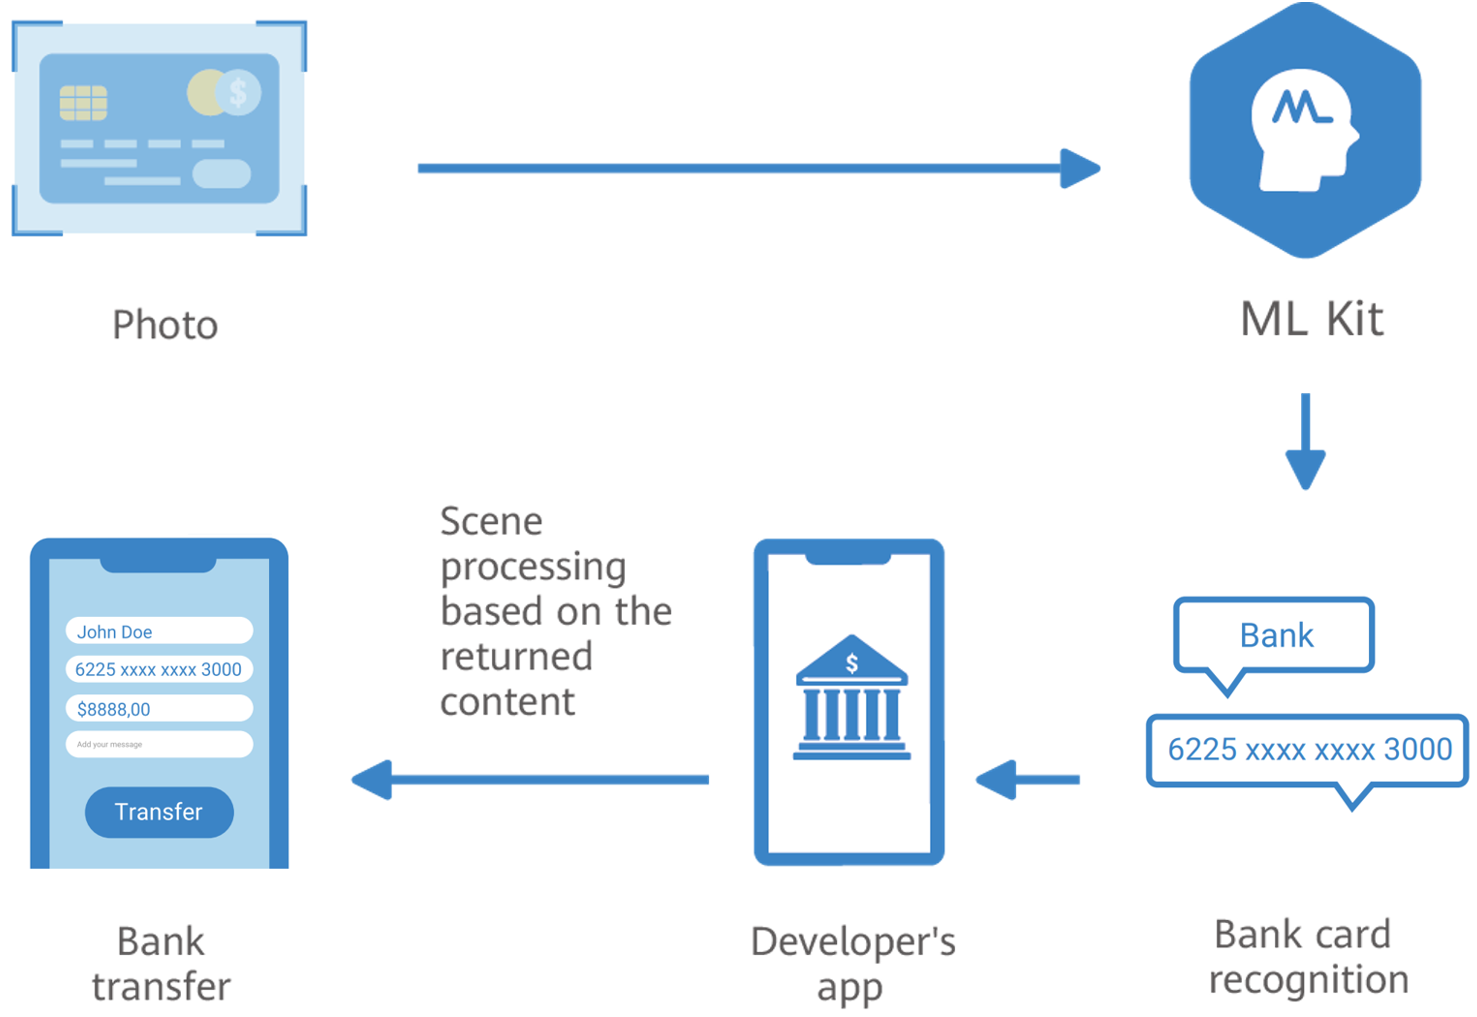 $
Photo
ML Kit
Scene
processing
based on the
returned
content
John Doe
6225 xxxx xxxx 3000
$8888,00
Add your message
Transfer
$
Bank
6225 xxxx xxxx 3000
Bank
transfer
Developer's
app
Bank card
recognition